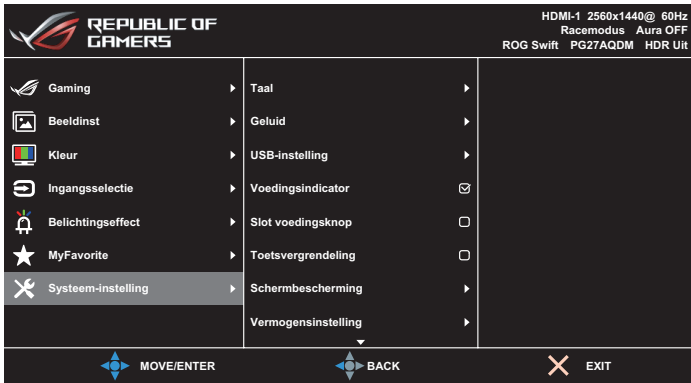 REPUBLIC OF
GAMERS
HDMI-1 2560x1440@ 60Hz
Racemodus Aura OFF
ROG Swift PG27AQDM HDR Uit
Gaming
Beeldinst
Kleur
Ingangsselectie
Belichtingseffect
MyFavorite
Systeem-instelling
Taal
Geluid
USB-instelling
Voedingsindicator
Slot voedingsknop
Toetsvergrendeling
Schermbescherming
Vermogensinstelling
MOVE/ENTER
BACK
EXIT